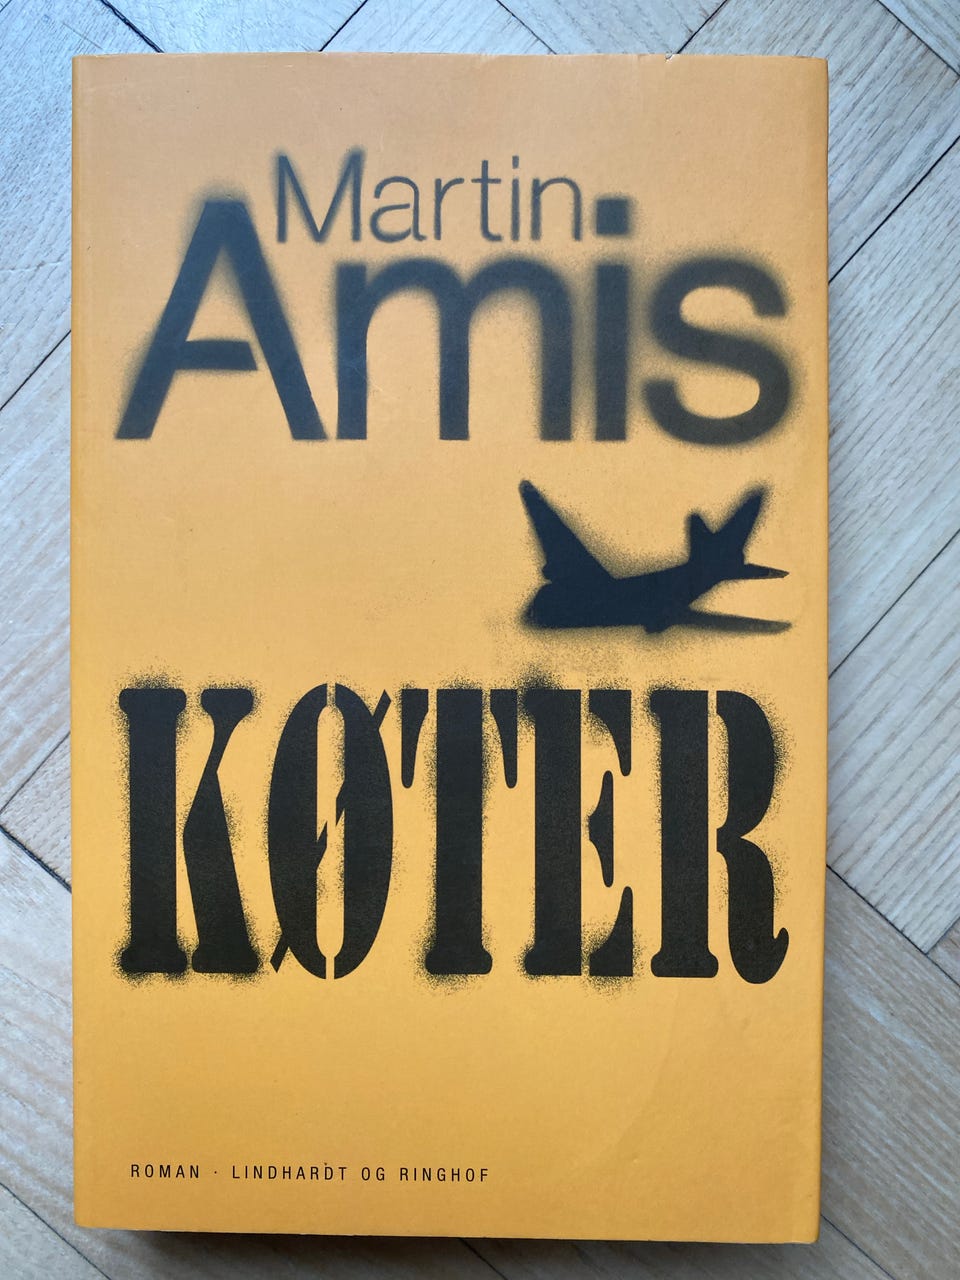 Martin
Amis
KØTER
ROMAN · LINDHARDT OG RINGHOF